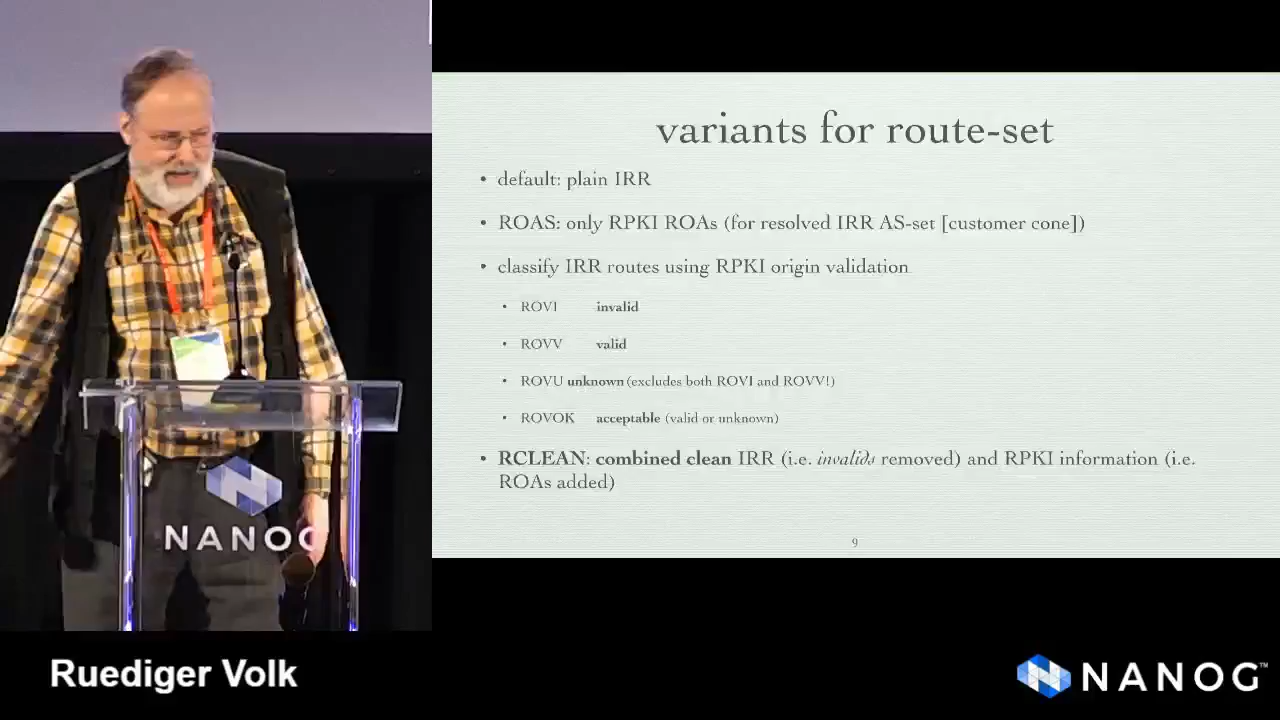 variants for route-set
• default: plain IRR
• ROAS: only RPKI ROAs (for resolved IRR AS-set [customer cone])
• classify IRR routes using RPKI origin validation
• ROVI invalid
• ROVV valid
• ROVU unknown (excludes both ROVI and ROVV!)
• ROVOK acceptable (valid or unknown)
• RCLEAN: combined clean IRR (i.e. invalids removed) and RPKI information (i.e.
ROAs added)
9
NANOG
Ruediger Volk
NANOG™